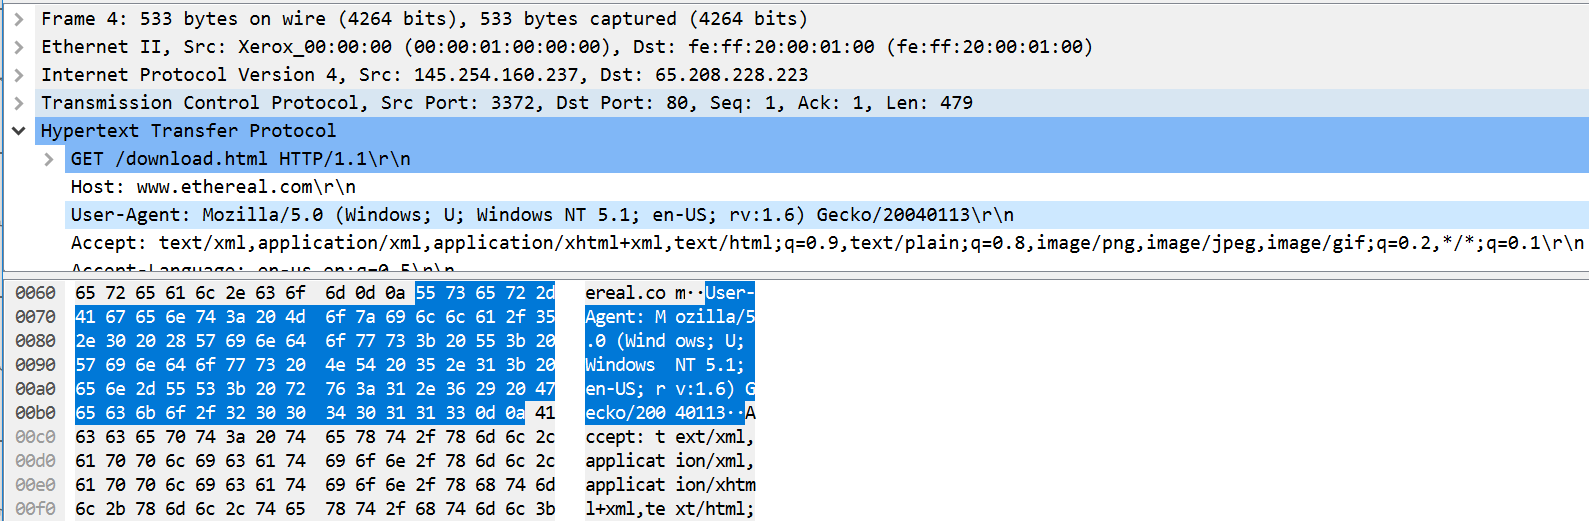 Frame 4: 533 bytes on wire (4264 bits), 533 bytes captured (4264 bits)
Ethernet II, Src: Xerox_00:00:00 (00:00:01:00:00:00), Dst: fe:ff:20:00:01:00 (fe:ff:20:00:01:00)
Internet Protocol Version 4, Src: 145.254.160.237, Dst: 65.208.228.223
Transmission Control Protocol, Src Port: 3372, Dst Port: 80, Seq: 1, Ack: 1, Len: 479
Hypertext Transfer Protocol
GET /download.html HTTP/1.1\r\n
Host: www.ethereal.com\r\n
User-Agent: Mozilla/5.0 (Windows; U; Windows NT 5.1; en-US; rv:1.6) Gecko/20040113\r\n
Accept: text/xml,application/xml,application/xhtml+xml,text/html;q=0.9,text/plain;q=0.8,image/png,image/jpeg,image/gif;q=0.2,*/*;q=0.1\r\n
Accept-Language: en-us,en;q=0.5\r\n
0060 65 72 65 61 6c 2e 63 6f 6d 0d 0a 55 73 65 72 2d ereal.co m··User-
0070 41 67 65 6e 74 3a 20 4d 6f 7a 69 6c 6c 61 2f 35 Agent: M ozilla/5
0080 2e 30 20 28 57 69 6e 64 6f 77 73 3b 20 55 3b 20 .0 (Wind ows; U;
0090 57 69 6e 64 6f 77 73 20 4e 54 20 35 2e 31 3b 20 Windows  NT 5.1;
00a0 65 6e 2d 55 53 3b 20 72 76 3a 31 2e 36 29 20 47 en-US; r v:1.6) G
00b0 65 63 6b 6f 2f 32 30 30 34 30 31 31 33 0d 0a 41 ecko/200 40113··A
00c0 63 63 65 70 74 3a 20 74 65 78 74 2f 78 6d 6c 2c ccept: t ext/xml,
00d0 61 70 70 6c 69 63 61 74 69 6f 6e 2f 78 6d 6c 2c applicat ion/xml,
00e0 61 70 70 6c 69 63 61 74 69 6f 6e 2f 78 68 74 6d applicat ion/xhtm
00f0 6c 2b 78 6d 6c 2c 74 65 78 74 2f 68 74 6d 6c 3b l+xml,te xt/html;